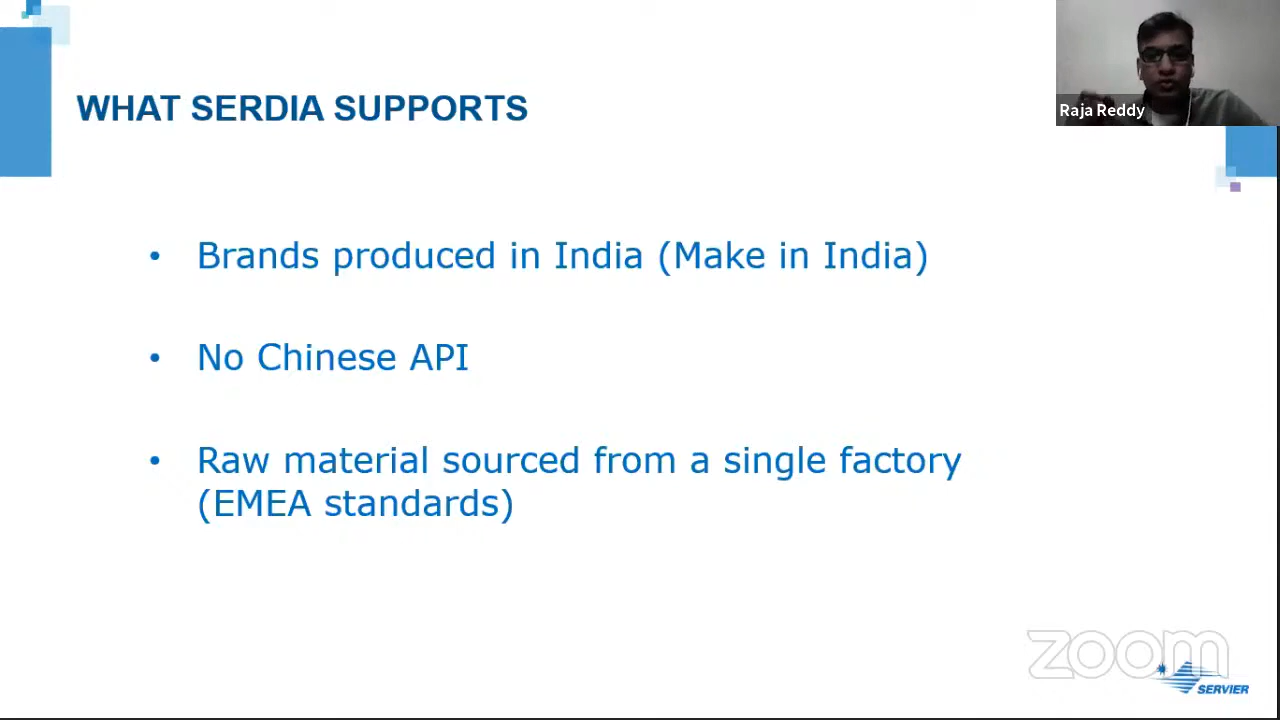 Raja Reddy
WHAT SERDIA SUPPORTS
• Brands produced in India (Make in India)
• No Chinese API
• Raw material sourced from a single factory
(EMEA standards)
zoom
SERVIER